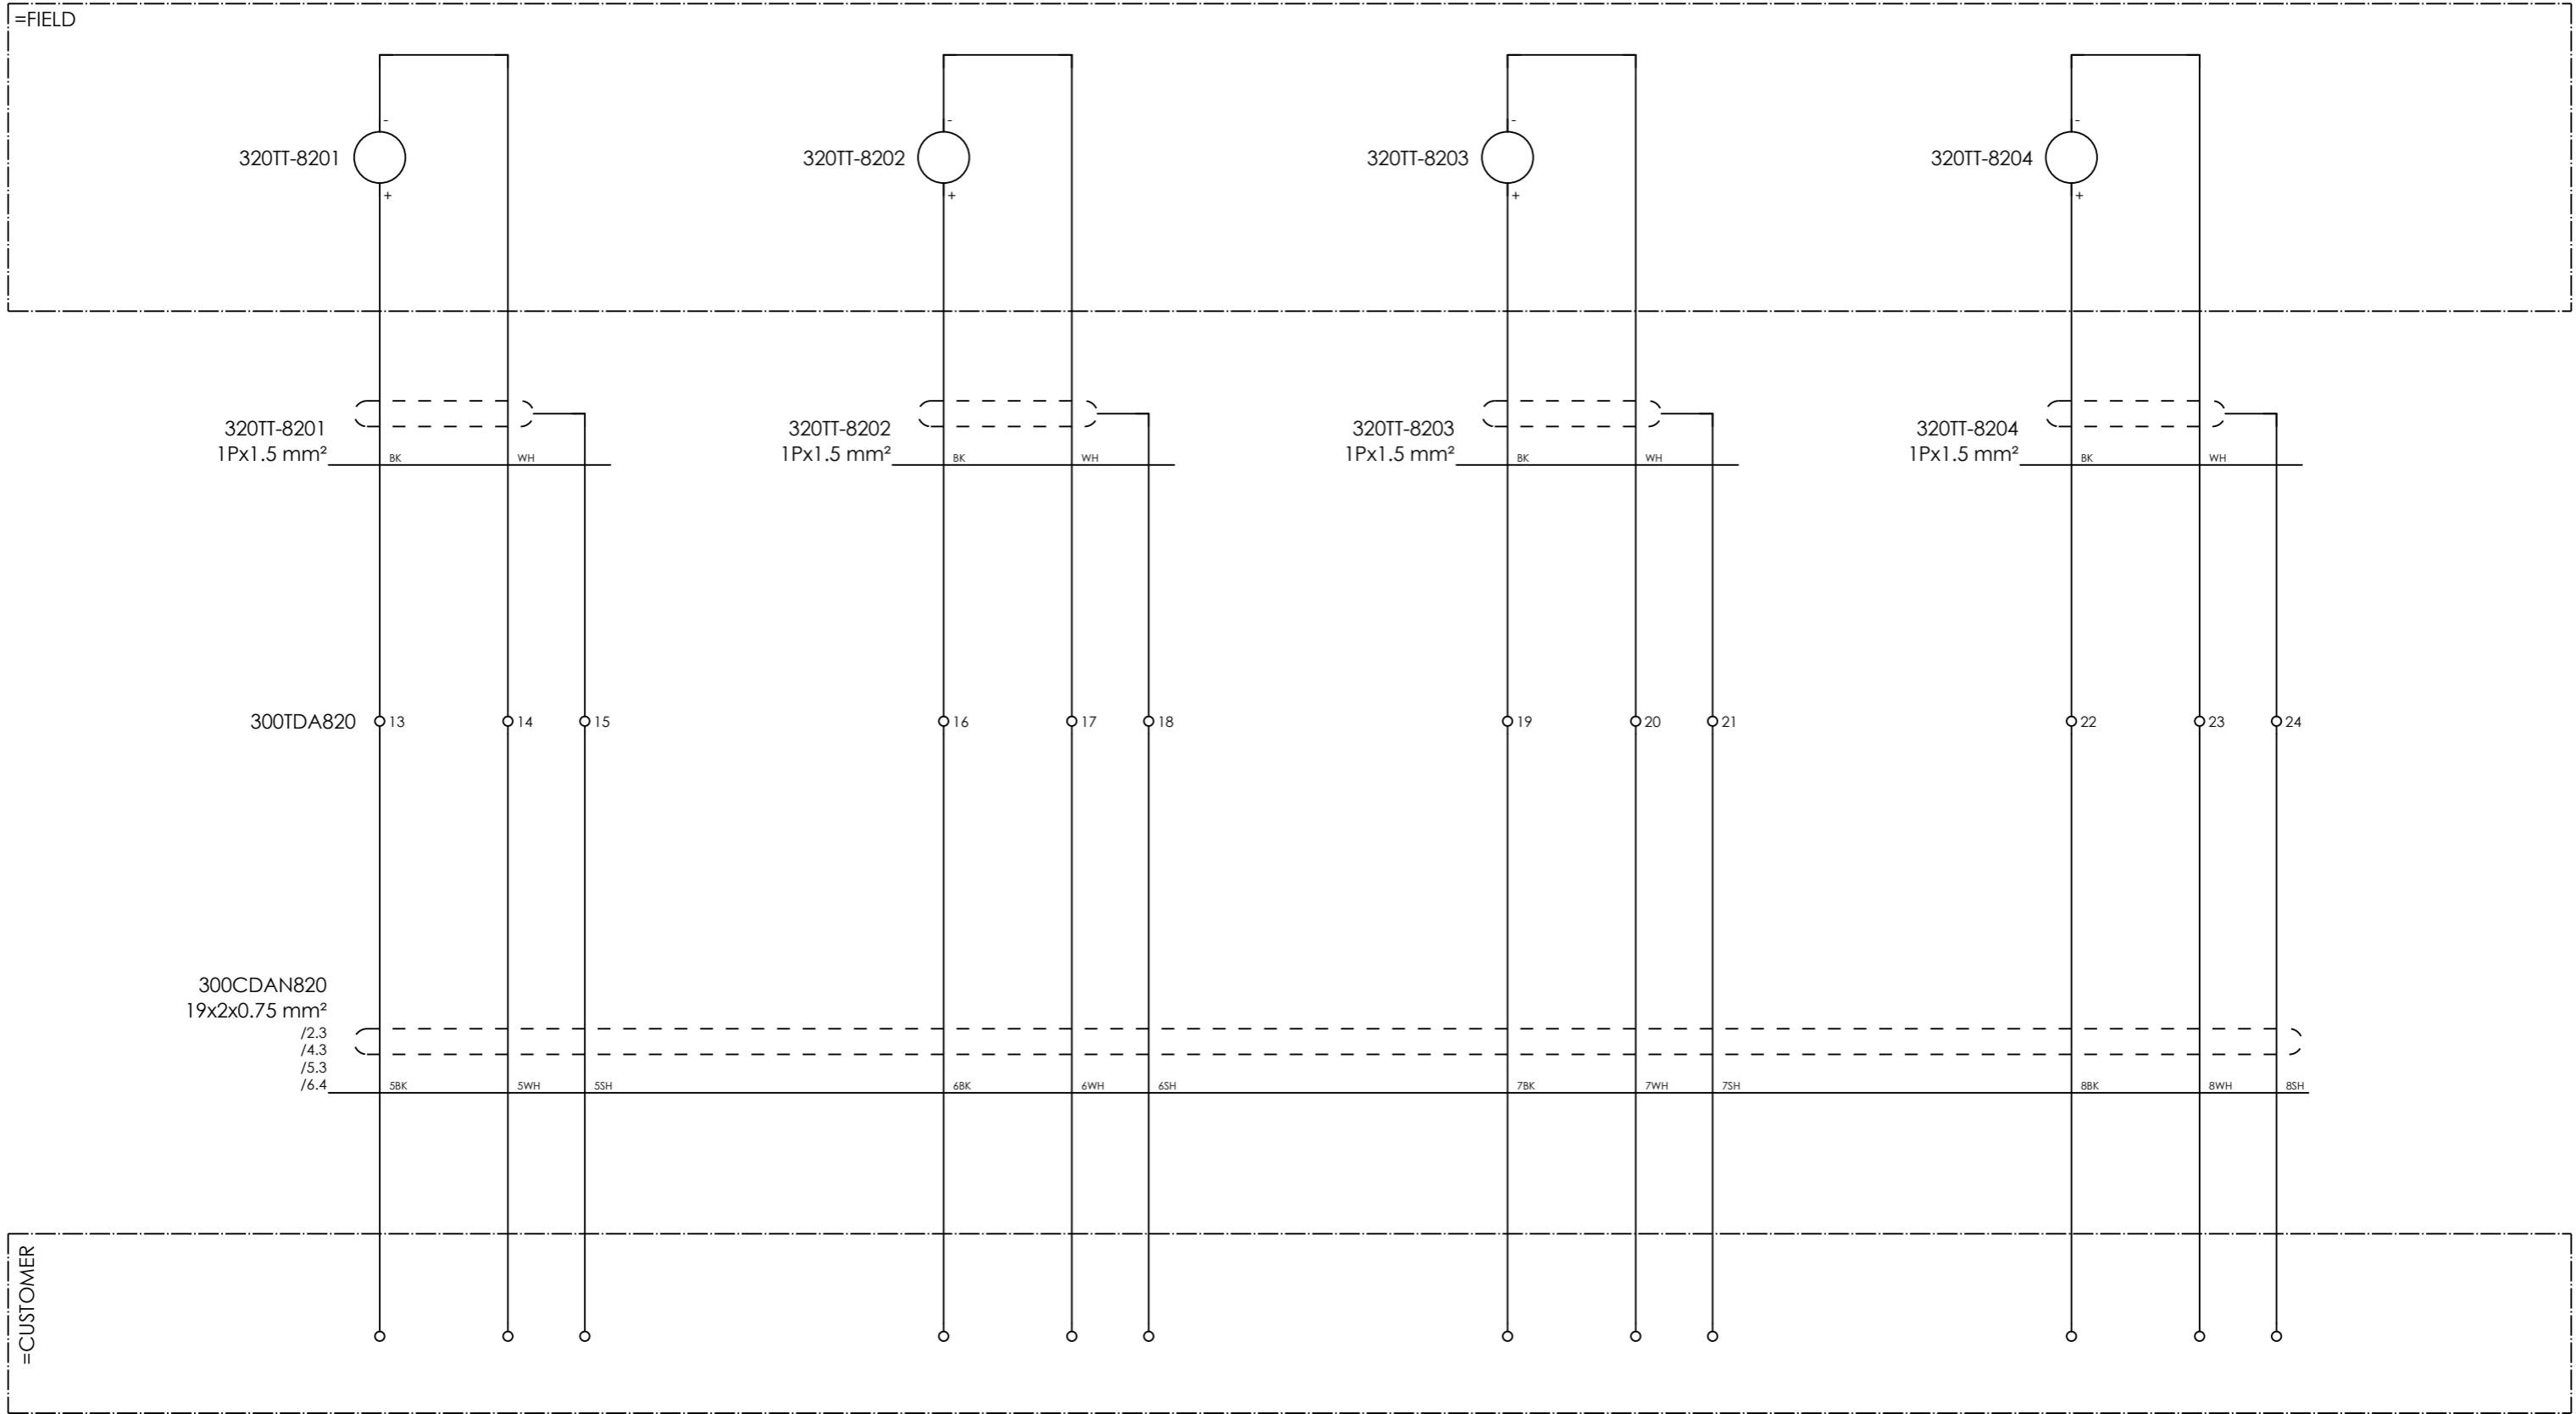 =FIELD
-
-
-
-
320TT-8201
320TT-8202
320TT-8203
320TT-8204
+
+
+
+
320TT-8201
1Px1.5 mm²
BK
WH
320TT-8202
1Px1.5 mm²
BK
WH
320TT-8203
1Px1.5 mm²
BK
WH
320TT-8204
1Px1.5 mm²
BK
WH
300TDA820
13
14
15
16
17
18
19
20
21
22
23
24
300CDAN820
19x2x0.75 mm²
/2.3
/4.3
/5.3
/6.4
5BK
5WH
5SH
6BK
6WH
6SH
7BK
7WH
7SH
8BK
8WH
8SH
=CUSTOMER